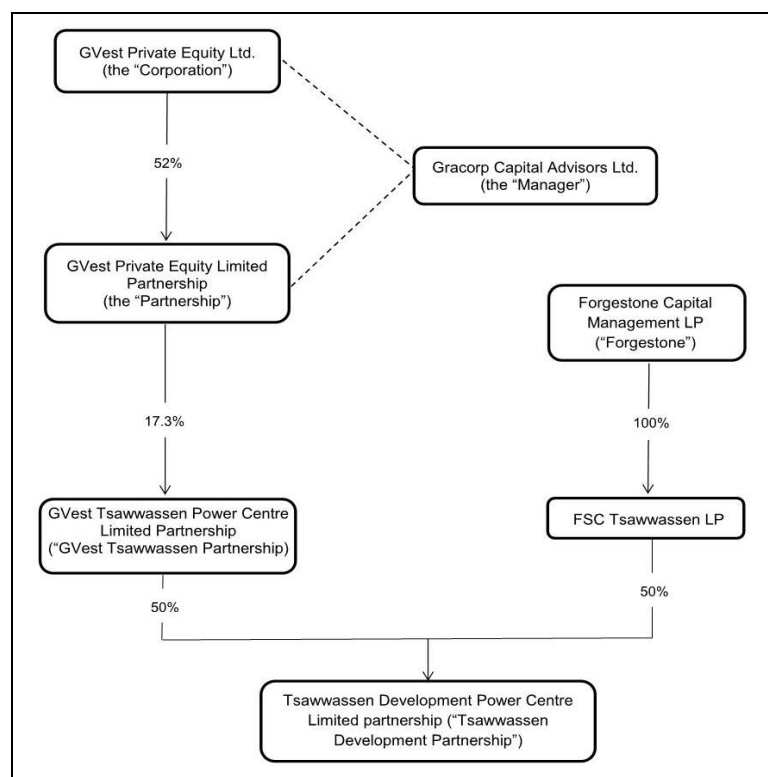 GVest Private Equity Ltd.
(the “Corporation”)
52%
Gracorp Capital Advisors Ltd.
(the “Manager”)
GVest Private Equity Limited
Partnership
(the “Partnership”)
Forgestone Capital
Management LP
(“Forgestone”)
17.3%
100%
GVest Tsawwassen Power Centre
Limited Partnership
(“GVest Tsawwassen Partnership)
FSC Tsawwassen LP
50%
50%
Tsawwassen Development Power Centre
Limited partnership (“Tsawwassen
Development Partnership”)